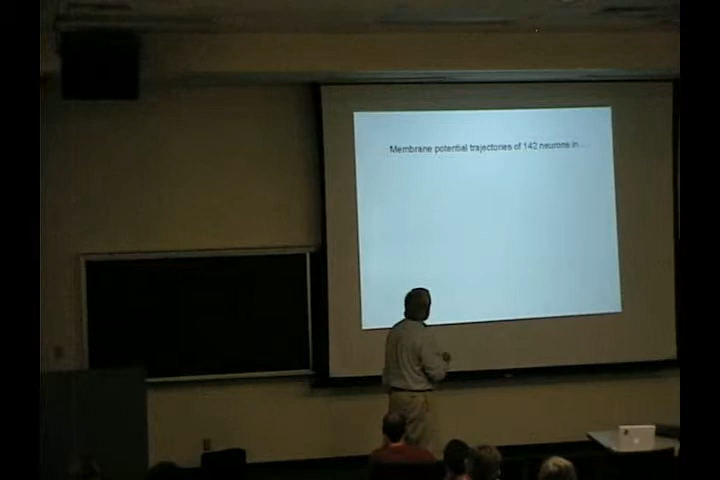 Membrane potential trajectories of 142 neurons in ...